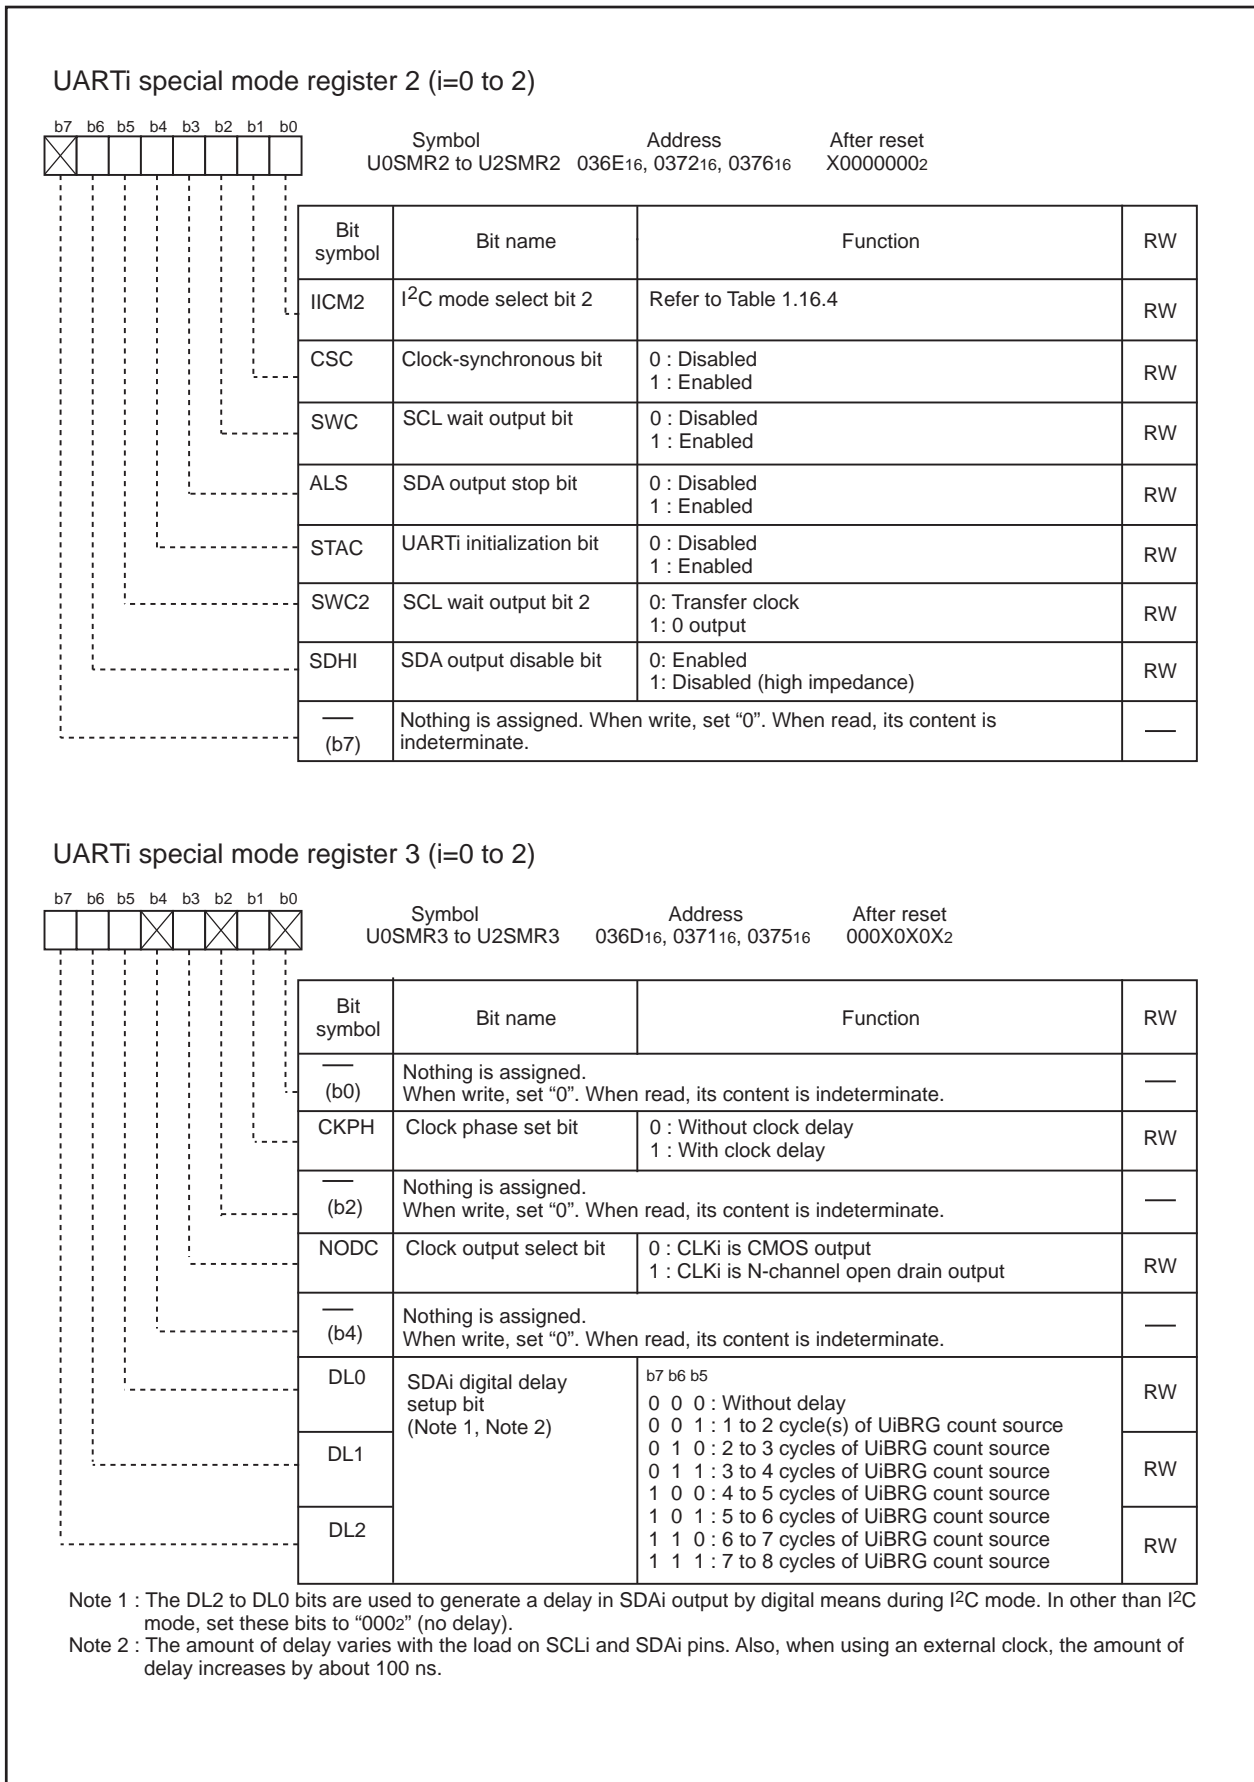 UARTi special mode register 2 (i=0 to 2)
b7 b6 b5 b4 b3 b2 b1 b0
Symbol Address After reset
U0SMR2 to U2SMR2 036E16, 037216, 037616 X00000002
Bit symbol Bit name Function RW
IICM2 I2C mode select bit 2 Refer to Table 1.16.4 RW
CSC Clock-synchronous bit 0 : Disabled
1 : Enabled RW
SWC SCL wait output bit 0 : Disabled
1 : Enabled RW
ALS SDA output stop bit 0 : Disabled
1 : Enabled RW
STAC UARTi initialization bit 0 : Disabled
1 : Enabled RW
SWC2 SCL wait output bit 2 0: Transfer clock
1: 0 output RW
SDHI SDA output disable bit 0: Enabled
1: Disabled (high impedance) RW
— (b7) Nothing is assigned. When write, set “0”. When read, its content is
indeterminate. —
UARTi special mode register 3 (i=0 to 2)
b7 b6 b5 b4 b3 b2 b1 b0
Symbol Address After reset
U0SMR3 to U2SMR3 036D16, 037116, 037516 000X0X0X2
Bit symbol Bit name Function RW
— (b0) Nothing is assigned.
When write, set “0”. When read, its content is indeterminate. —
CKPH Clock phase set bit 0 : Without clock delay
1 : With clock delay RW
— (b2) Nothing is assigned.
When write, set “0”. When read, its content is indeterminate. —
NODC Clock output select bit 0 : CLKi is CMOS output
1 : CLKi is N-channel open drain output RW
— (b4) Nothing is assigned.
When write, set “0”. When read, its content is indeterminate. —
DL0 SDAi digital delay
setup bit
(Note 1, Note 2) b7 b6 b5
0 0 0 : Without delay RW
0 0 1 : 1 to 2 cycle(s) of UiBRG count source
DL1 0 1 0 : 2 to 3 cycles of UiBRG count source
0 1 1 : 3 to 4 cycles of UiBRG count source RW
1 0 0 : 4 to 5 cycles of UiBRG count source
DL2 1 0 1 : 5 to 6 cycles of UiBRG count source
1 1 0 : 6 to 7 cycles of UiBRG count source RW
1 1 1 : 7 to 8 cycles of UiBRG count source
Note 1 : The DL2 to DL0 bits are used to generate a delay in SDAi output by digital means during I2C mode. In other than I2C
mode, set these bits to “0002” (no delay).
Note 2 : The amount of delay varies with the load on SCLi and SDAi pins. Also, when using an external clock, the amount of
delay increases by about 100 ns.